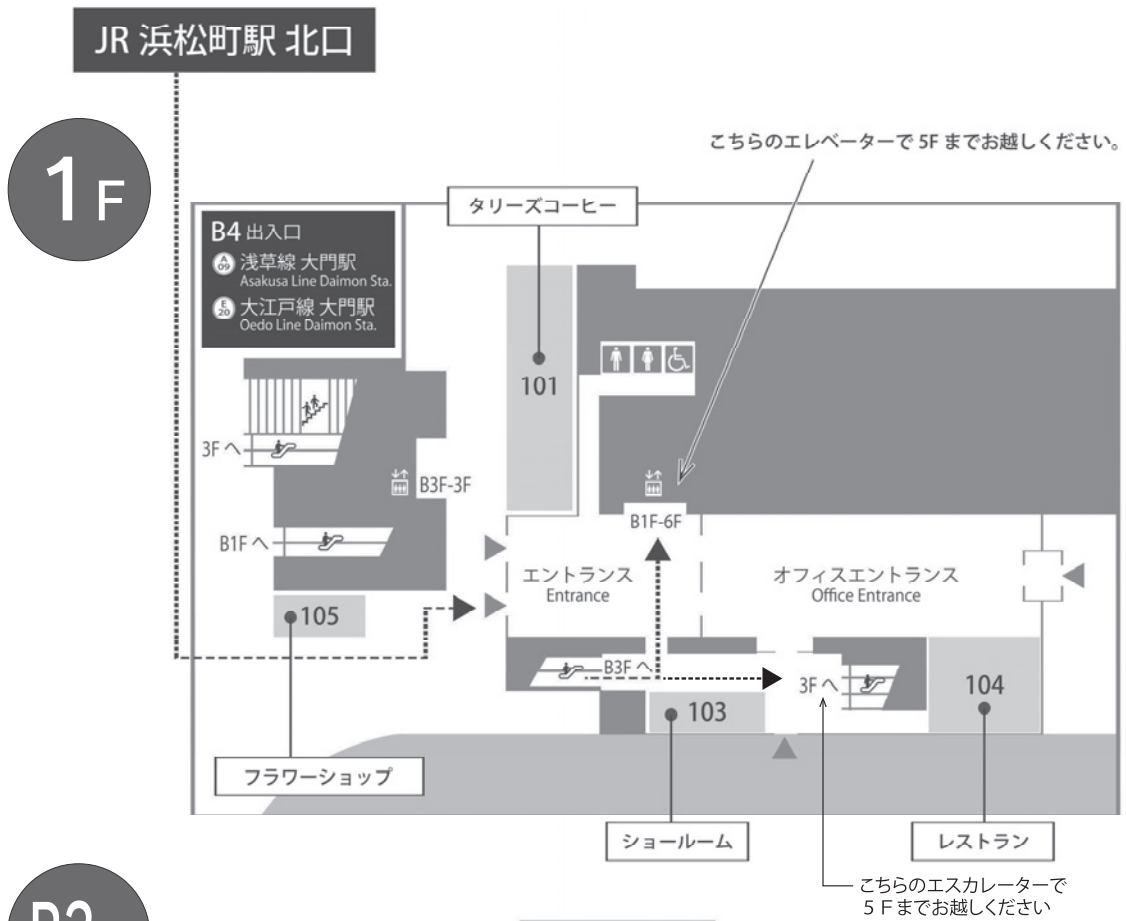 JR 浜松町駅 北口
1F
こちらのエレベーターで 5F までお越しください。
タリーズコーヒー
B4 出入口
A 09 浅草線 大門駅
Asakusa Line Daimon Sta.
E 20 大江戸線 大門駅
Oedo Line Daimon Sta.
101
3F へ
B3F-3F
B1F-6F
B1F へ
エントランス
Entrance
オフィスエントランス
Office Entrance
105
B3F へ
3F へ
104
103
フラワーショップ
ショールーム
レストラン
こちらのエスカレーターで
5 F までお越しください